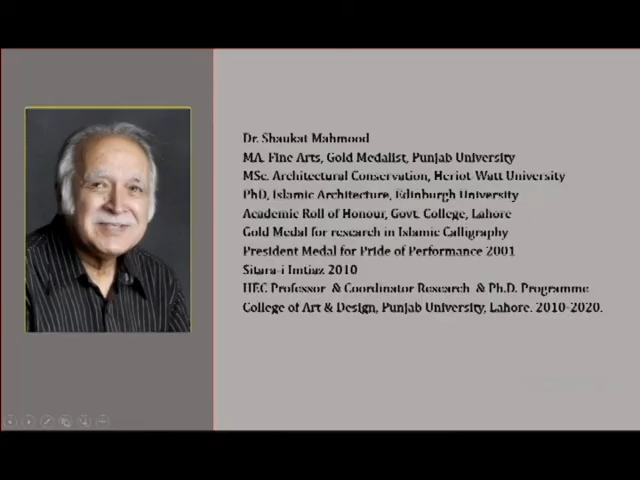 Dr. Shaukat Mahmood
MA. Fine Arts, Gold Medalist, Punjab University
MSc. Architectural Conservation, Heriot-Watt University
PhD, Islamic Architecture, Edinburgh University
Academic Roll of Honour, Govt. College, Lahore
Gold Medal for research in Islamic Calligraphy
President Medal for Pride of Performance 2001
Sitara-i Imtiaz 2010
HEC Professor & Coordinator Research & Ph.D. Programme
College of Art & Design, Punjab University, Lahore. 2010-2020.